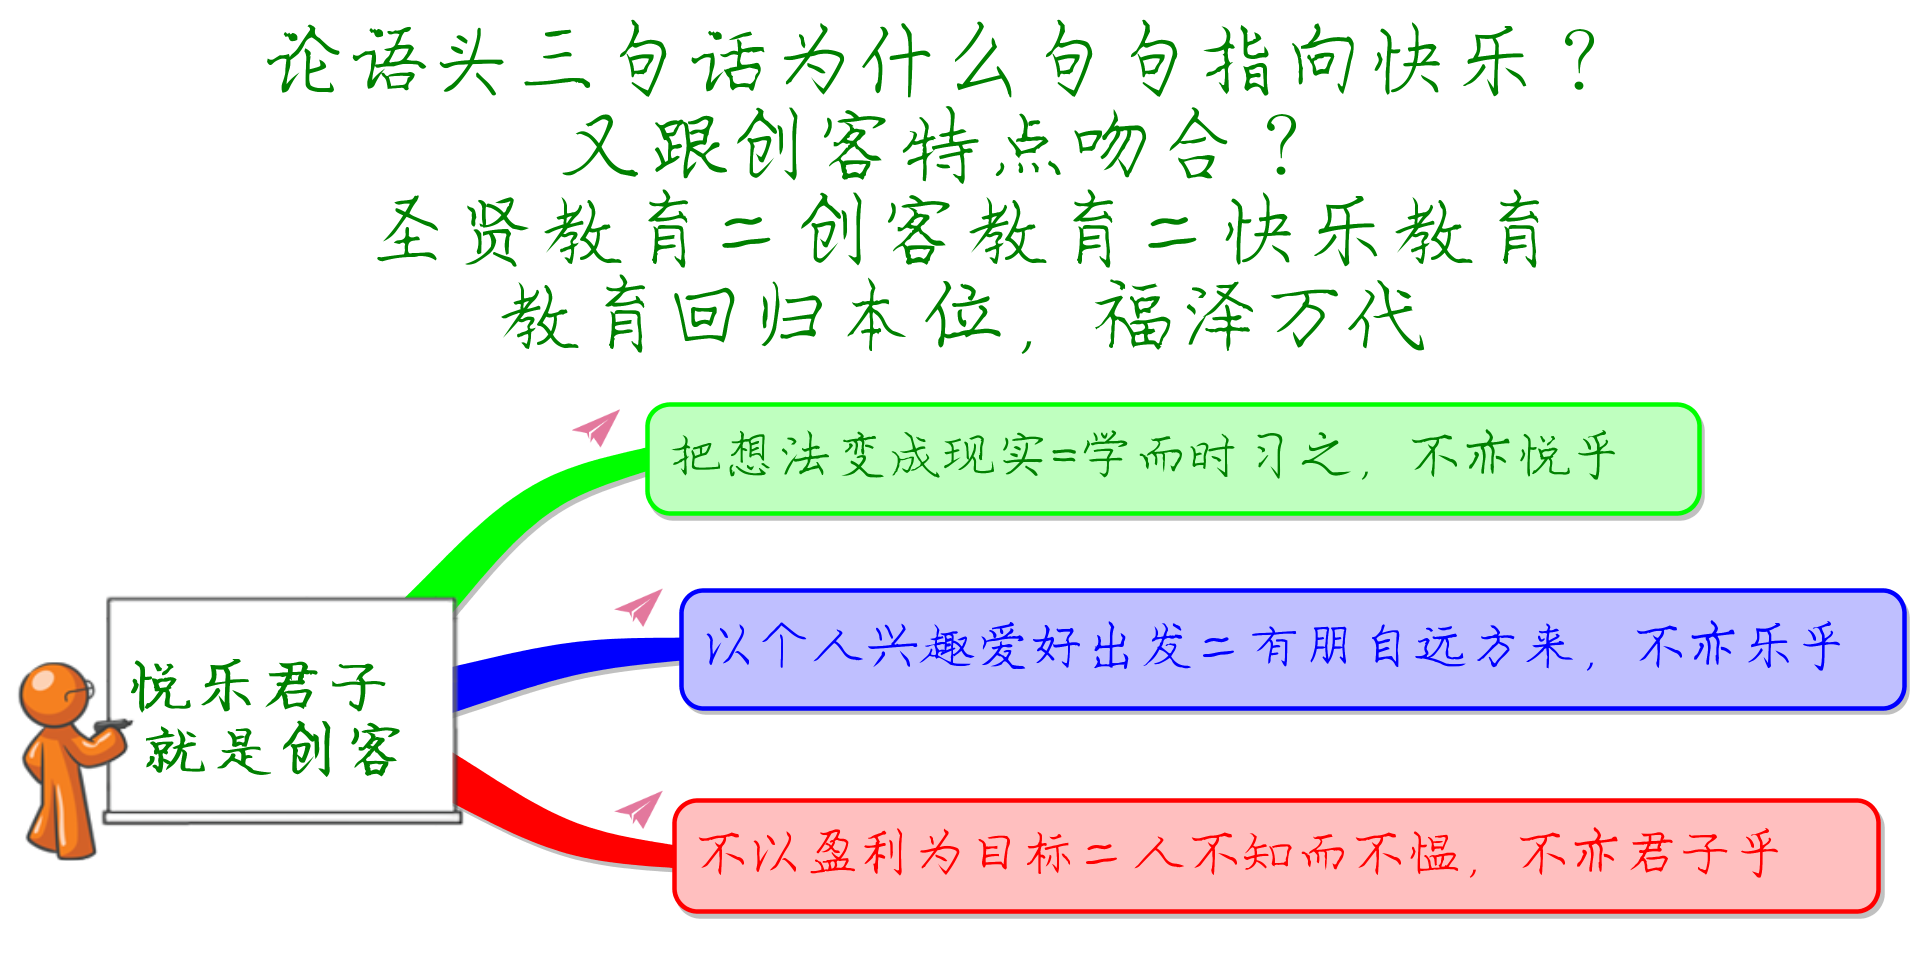 论语头三句话为什么句句指向快乐？
又跟创客特点吻合？
圣贤教育=创客教育=快乐教育
教育回归本位，福泽万代
把想法变成现实=学而时习之，不亦悦乎
以个人兴趣爱好出发=有朋自远方来，不亦乐乎
悦乐君子
就是创客
不以盈利为目标=人不知而不愠，不亦君子乎